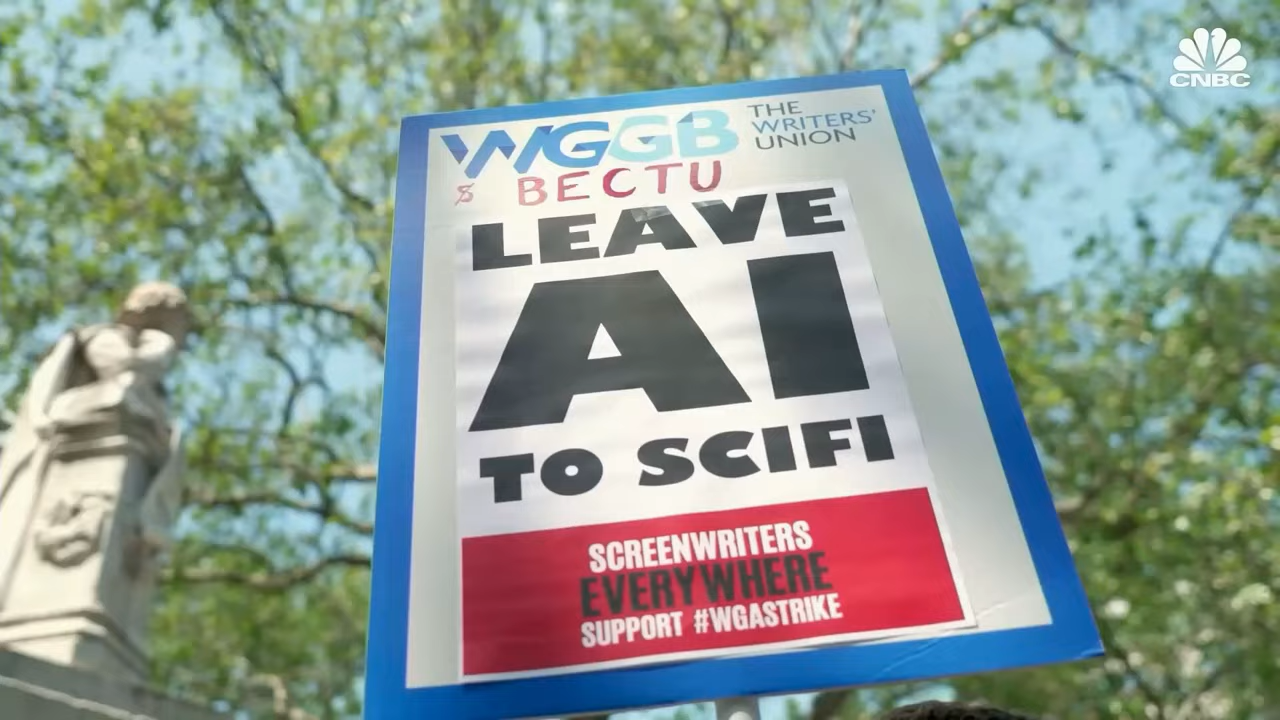 CNBC
WGGB
THE
WRITERS'
UNION
& BECTU
LEAVE
AI
TO SCIFI
SCREENWRITERS
EVERYWHERE
SUPPORT #WGASTRIKE